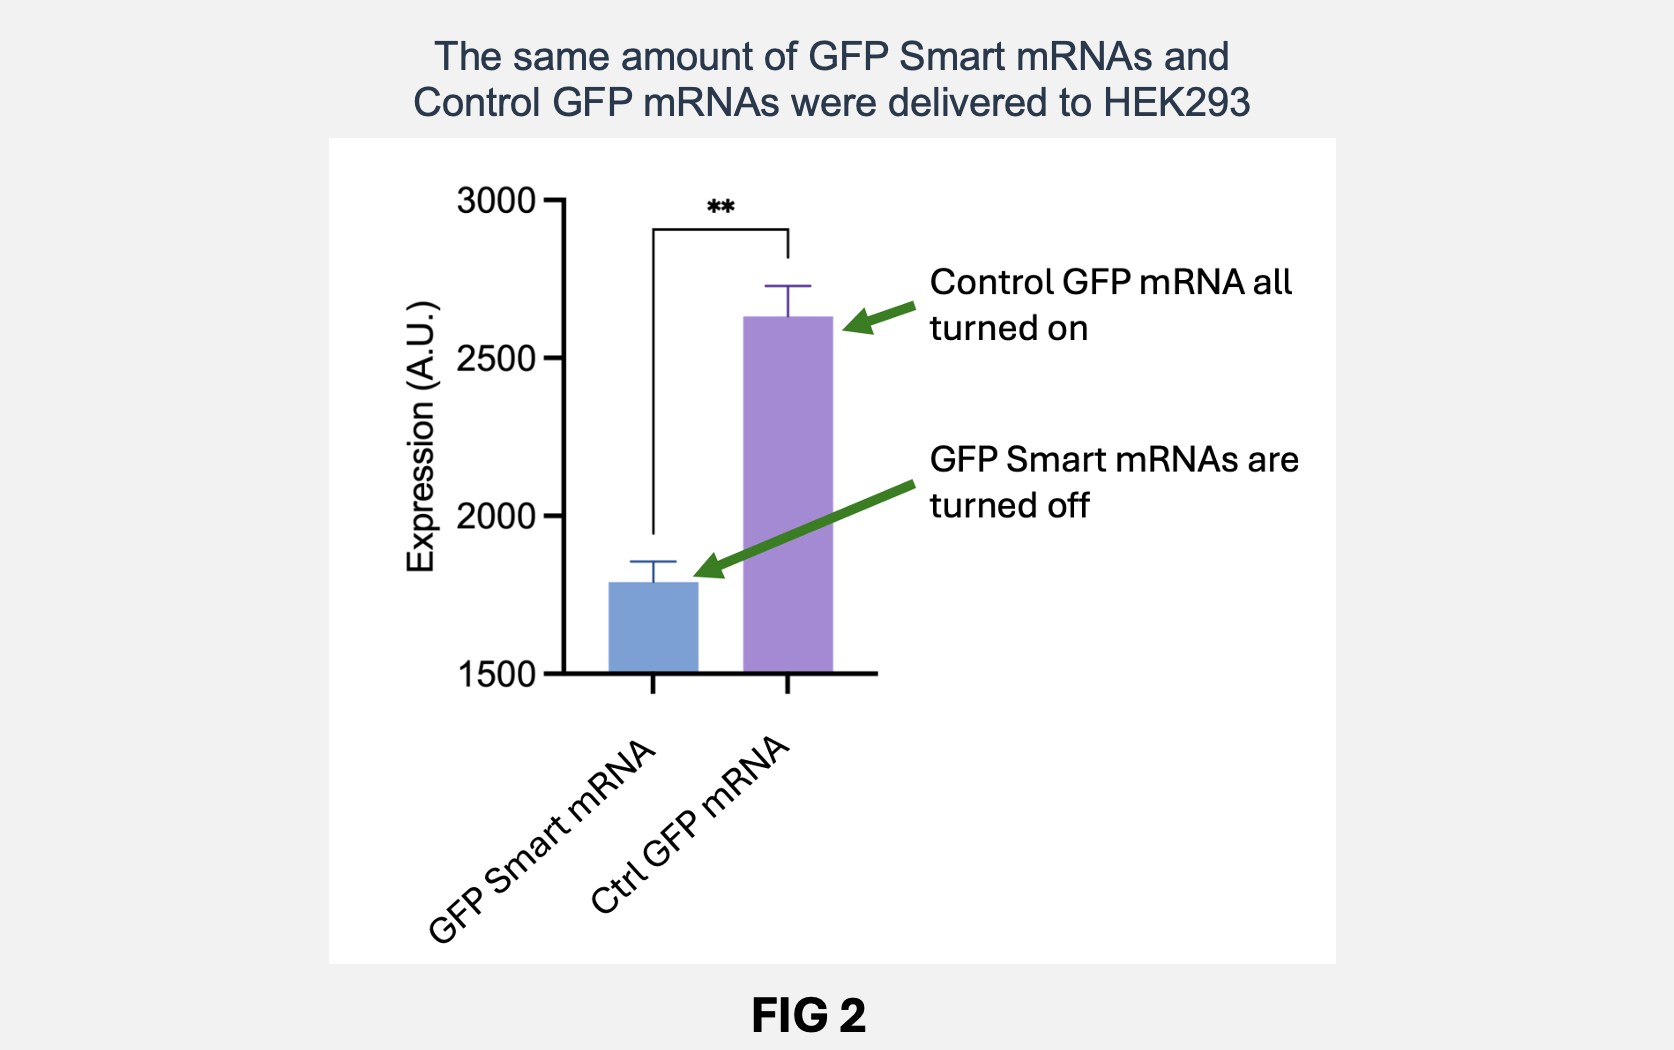 The same amount of GFP Smart mRNAs and
Control GFP mRNAs were delivered to HEK293
3000
2500
2000
1500
Expression (A.U.)
**
Control GFP mRNA all
turned on
GFP Smart mRNAs are
turned off
GFP Smart mRNA
Ctrl GFP mRNA
FIG 2